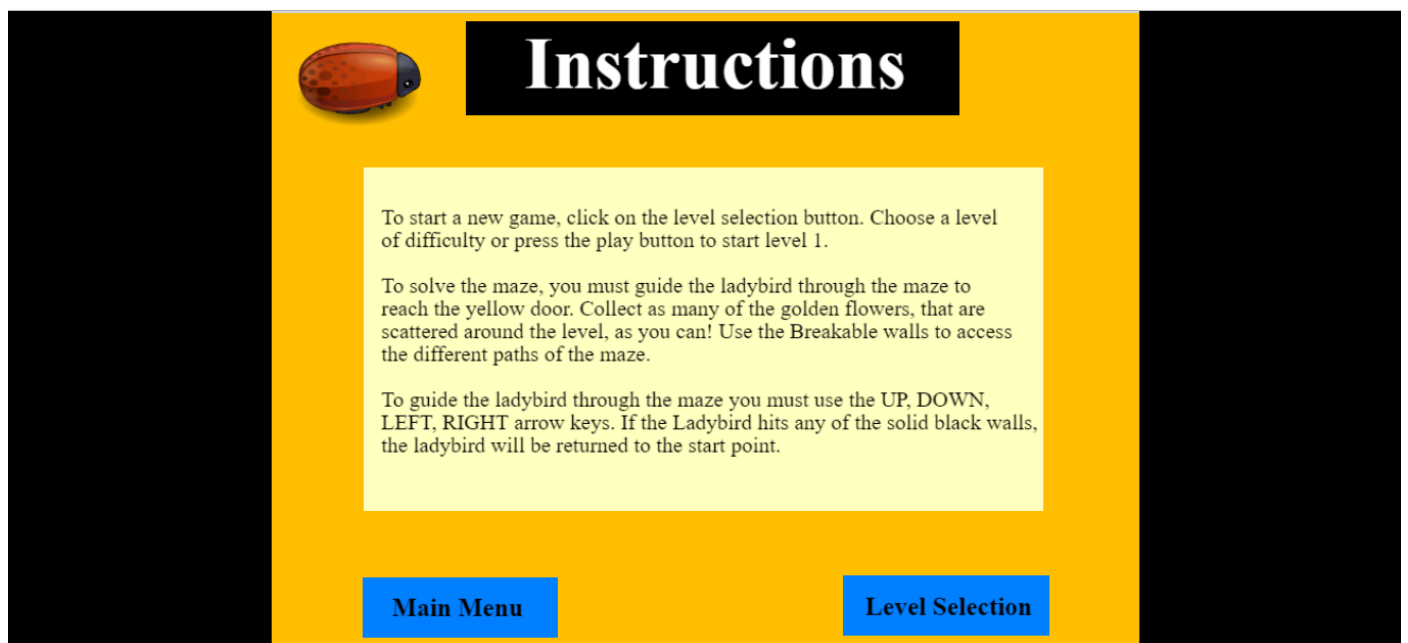 Instructions
To start a new game, click on the level selection button. Choose a level
of difficulty or press the play button to start level 1.
To solve the maze, you must guide the ladybird through the maze to
reach the yellow door. Collect as many of the golden flowers, that are
scattered around the level, as you can! Use the Breakable walls to access
the different paths of the maze.
To guide the ladybird through the maze you must use the UP, DOWN,
LEFT, RIGHT arrow keys. If the Ladybird hits any of the solid black walls,
the ladybird will be returned to the start point.
Main Menu
Level Selection